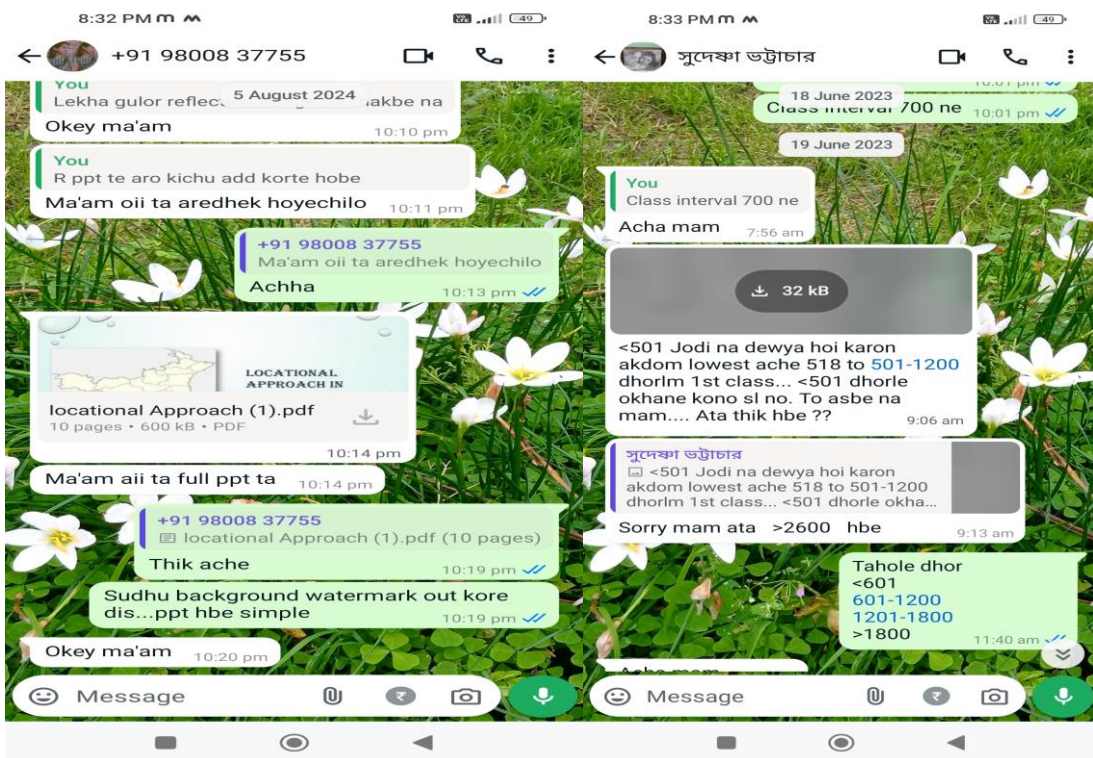 8:32 PM
49
+91 98008 37755
You
5 August 2024
Okey ma'am
10:10 pm
You
R ppt te aro kichu add korte hobe
Ma'am oii ta aredhek hoyechilo
10:11 pm
+91 98008 37755
Ma'am oii ta aredhek hoyechilo
Achha
10:13 pm
LOCATIONAL
APPROACH IN
locational Approach (1).pdf
10 pages • 600 kB • PDF
10:14 pm
Ma'am aii ta full ppt ta
10:14 pm
+91 98008 37755
locational Approach (1).pdf (10 pages)
Thik ache
10:19 pm
Sudhu background watermark out kore
dis...ppt hbe simple
10:19 pm
Okey ma'am
10:20 pm
Message
8:33 PM
49
সুদেষ্ণা ভট্টাচার
18 June 2023
Class interval 700 ne
10:01 pm
19 June 2023
You
Class interval 700 ne
Acha mam
7:56 am
32 kB
<501 Jodi na dewya hoi karon
akdom lowest ache 518 to 501-1200
dhorlm 1st class... <501 dhorle
okhane kono sl no. To asbe na
mam.... Ata thik hbe ??
9:06 am
সুদেষ্ণা ভট্টাচার
<501 Jodi na dewya hoi karon
akdom lowest ache 518 to 501-1200
dhorlm 1st class... <501 dhorle okha...
Sorry mam ata >2600 hbe
9:13 am
Tahole dhor
<601
601-1200
1201-1800
>1800
11:40 am
Message